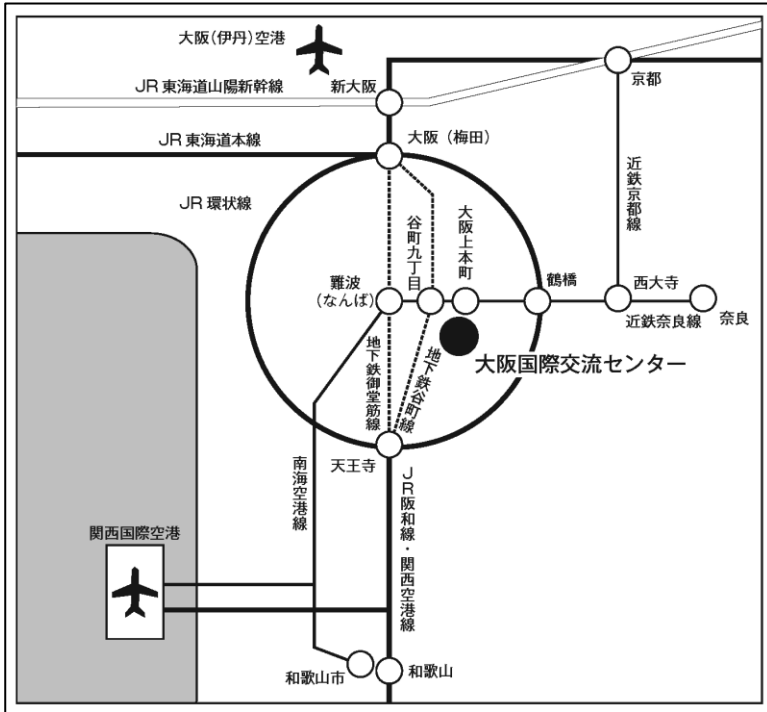 大阪(伊丹)空港
JR東海道山陽新幹線
新大阪
京都
JR東海道本線
大阪（梅田）
JR環状線
近鉄京都線
谷町九丁目
大阪上本町
難波
（なんば）
鶴橋
西大寺
近鉄奈良線
奈良
地下鉄御堂筋線
地下鉄谷町線
大阪国際交流センター
天王寺
南海空港線
JR阪和線・関西空港線
関西国際空港
和歌山市
和歌山